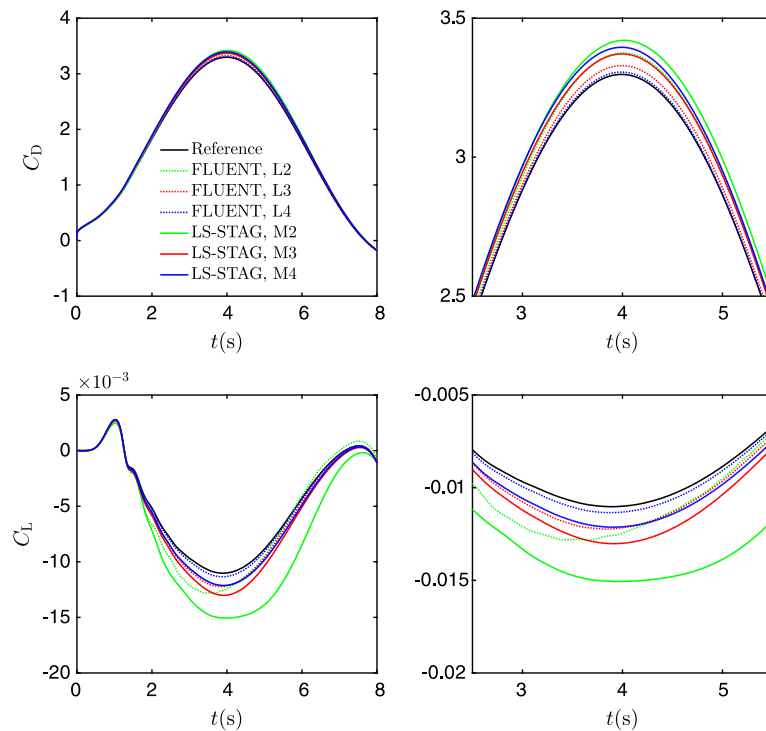 4
3
2
1
0
-1
C_D
0
2
4
6
8
t(s)
Reference
FLUENT, L2
FLUENT, L3
FLUENT, L4
LS-STAG, M2
LS-STAG, M3
LS-STAG, M4
3.5
3
2.5
3
4
5
t(s)
×10⁻³
5
0
-5
-10
-15
-20
C_L
0
2
4
6
8
t(s)
-0.005
-0.01
-0.015
-0.02
3
4
5
t(s)